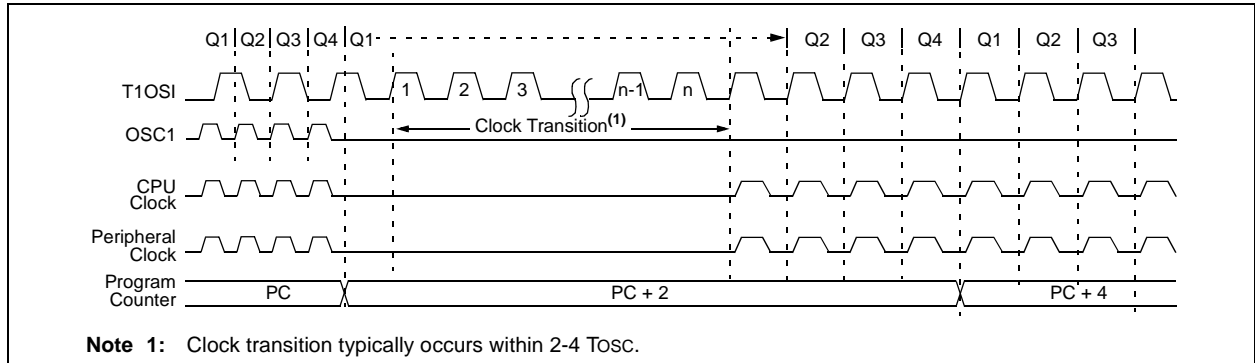 Q1 Q2 Q3 Q4 Q1 Q2 Q3 Q4 Q1 Q2 Q3
T1OSI 1 2 3 n-1 n
OSC1 Clock Transition(1)
CPU
Clock
Peripheral
Clock
Program
Counter PC PC + 2 PC + 4
Note 1: Clock transition typically occurs within 2-4 TOSC.